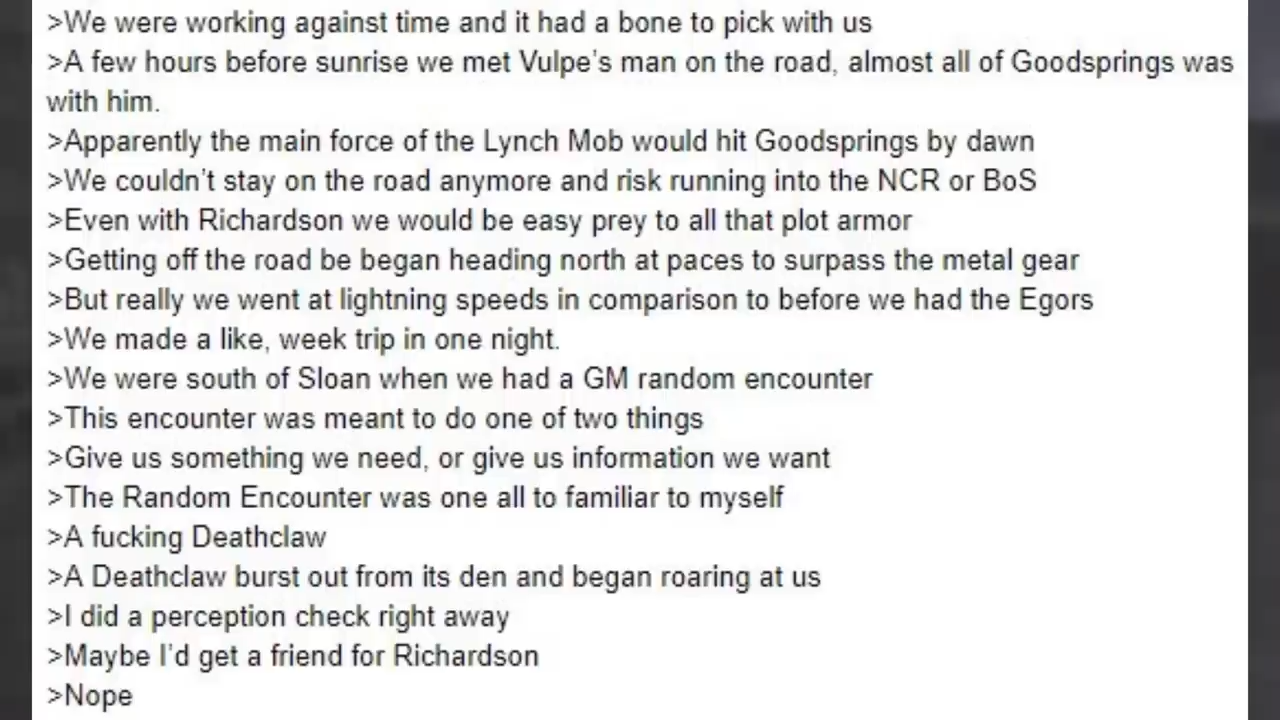 >We were working against time and it had a bone to pick with us
>A few hours before sunrise we met Vulpe's man on the road, almost all of Goodsprings was
with him.
>Apparently the main force of the Lynch Mob would hit Goodsprings by dawn
>We couldn't stay on the road anymore and risk running into the NCR or BoS
>Even with Richardson we would be easy prey to all that plot armor
>Getting off the road be began heading north at paces to surpass the metal gear
>But really we went at lightning speeds in comparison to before we had the Egors
>We made a like, week trip in one night.
>We were south of Sloan when we had a GM random encounter
>This encounter was meant to do one of two things
>Give us something we need, or give us information we want
>The Random Encounter was one all to familiar to myself
>A fucking Deathclaw
>A Deathclaw burst out from its den and began roaring at us
>I did a perception check right away
>Maybe I'd get a friend for Richardson
>Nope